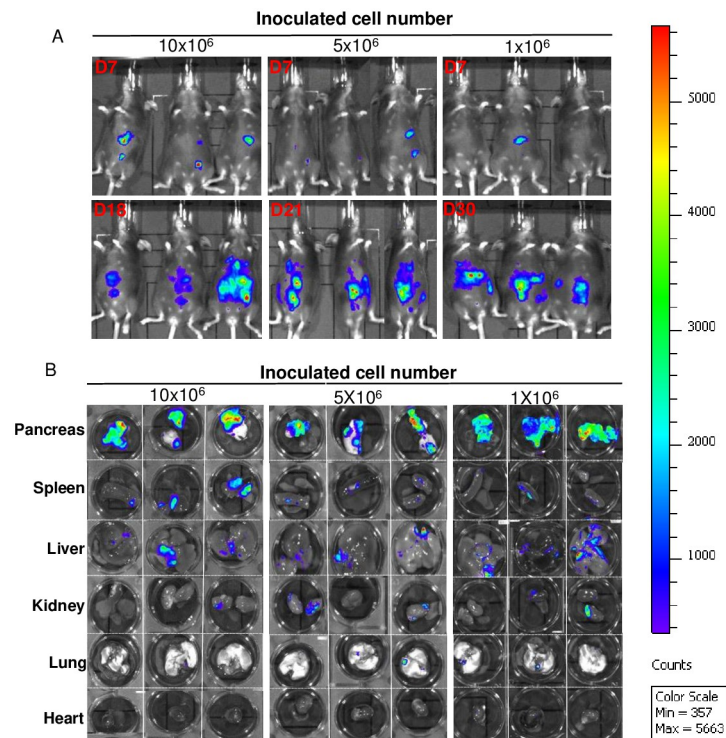 Inoculated cell number
A
10x10⁶ 5x10⁶ 1x10⁶
D7 D7 D7
D18 D21 D30
B
Inoculated cell number
10x10⁶ 5X10⁶ 1X10⁶
Pancreas
Spleen
Liver
Kidney
Lung
Heart
5000
4000
3000
2000
1000
Counts
Color Scale
Min = 357
Max = 5663